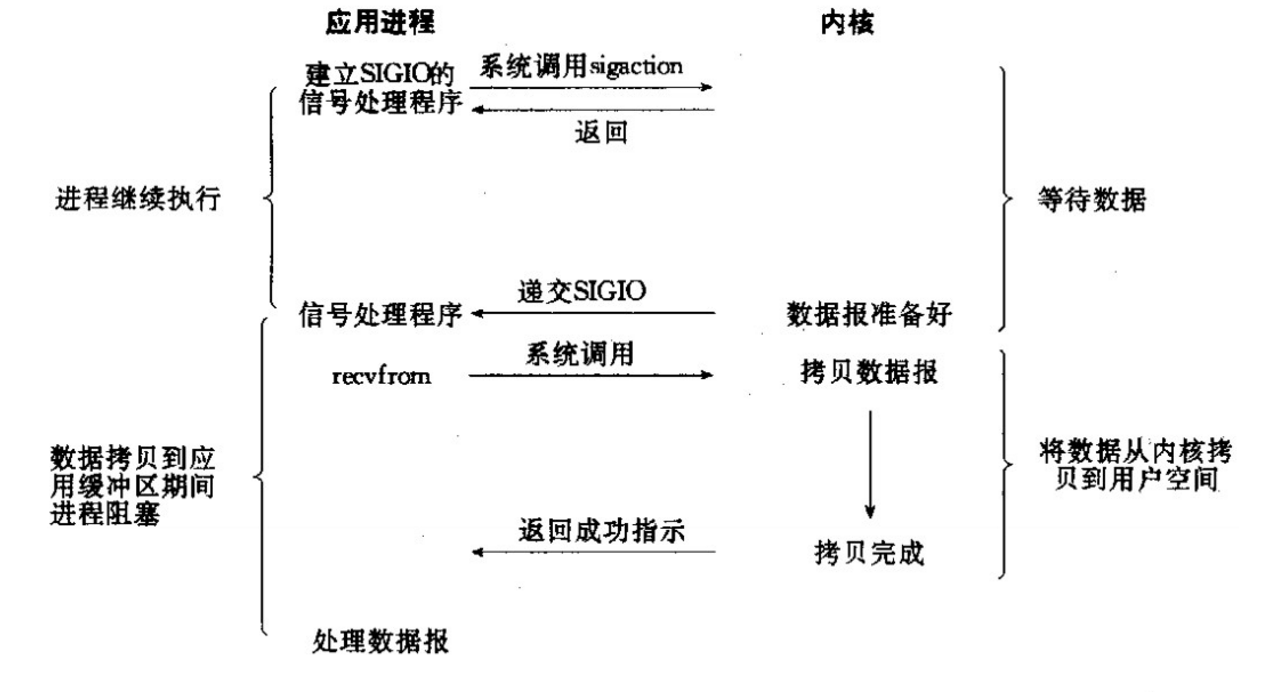 应用进程
内核
建立SIGIO的
信号处理程序
系统调用sigaction
返回
进程继续执行
等待数据
信号处理程序
递交SIGIO
数据报准备好
recvfrom
系统调用
拷贝数据报
数据拷贝到应
用缓冲区期间
进程阻塞
将数据从内核拷
贝到用户空间
返回成功指示
拷贝完成
处理数据报